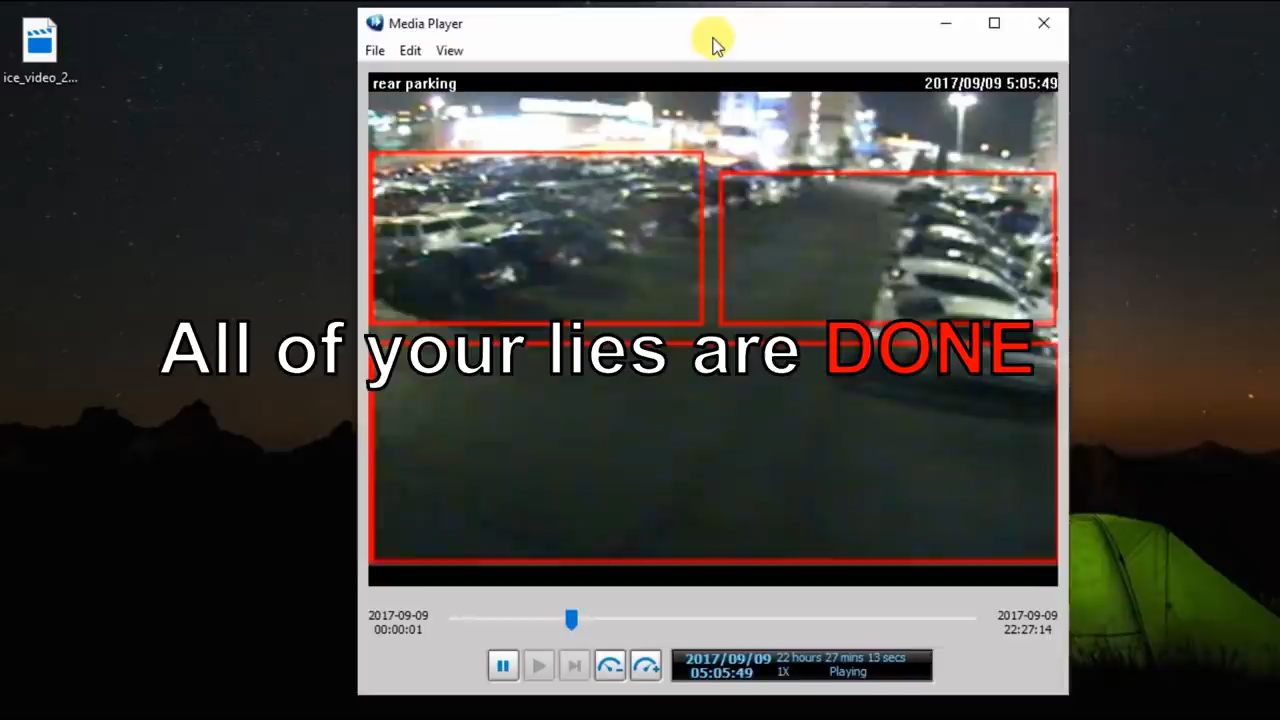 Media Player
File Edit View
ice_video_2...
rear parking 2017/09/09 5:05:49
All of your lies are DONE
2017-09-09
00:00:01
2017-09-09
22:27:14
2017/09/09 22 hours 27 mins 13 secs
05:05:49 1X Playing